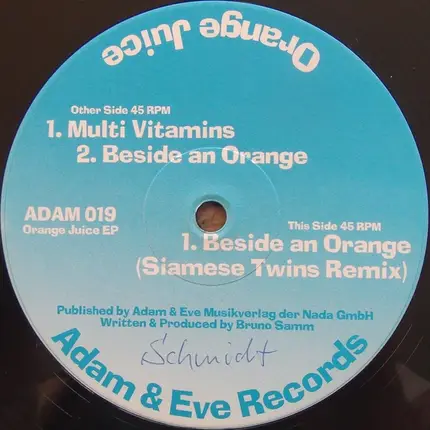 Orange Juice
Other Side 45 RPM
1. Multi Vitamins
2. Beside an Orange
ADAM 019
Orange Juice EP
This Side 45 RPM
1. Beside an Orange
(Siamese Twins Remix)
Published by Adam & Eve Musikverlag der Nada GmbH
Written & Produced by Bruno Samm
Schmidt
Adam & Eve Records